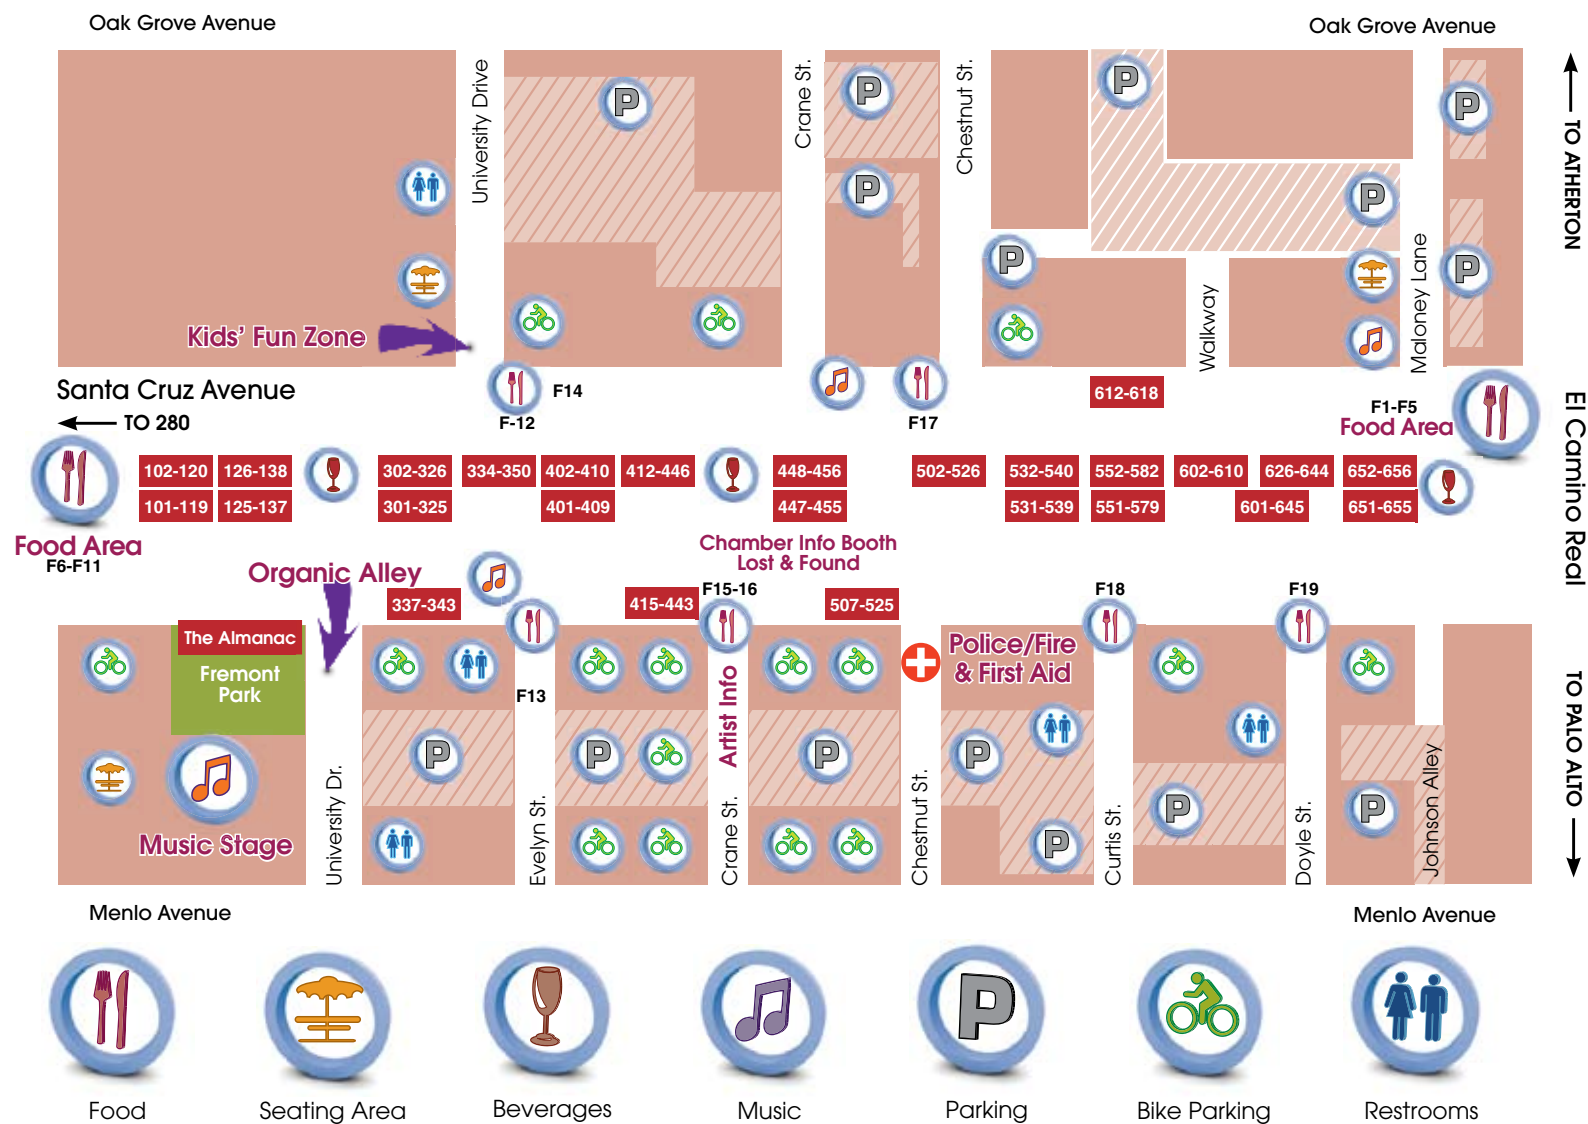 Oak Grove Avenue
Oak Grove Avenue
University Drive
Crane St.
Chestnut St.
Walkway
Maloney Lane
TO ATHERTON
P
P
P
P
P
P
P
P
Kids' Fun Zone
Santa Cruz Avenue
TO 280
F14
F-12
F17
612-618
F1-F5
Food Area
El Camino Real
102-120
126-138
302-326
334-350
402-410
412-446
448-456
502-526
532-540
552-582
602-610
626-644
652-656
101-119
125-137
301-325
401-409
447-455
531-539
551-579
601-645
651-655
Food Area
F6-F11
Chamber Info Booth
Lost & Found
Organic Alley
337-343
415-443
F15-16
507-525
F18
F19
The Almanac
Fremont
Park
Police/Fire
& First Aid
F13
Artist Info
P
P
P
P
P
P
P
Music Stage
University Dr.
Evelyn St.
Crane St.
Chestnut St.
Curtis St.
Doyle St.
Johnson Alley
TO PALO ALTO
Menlo Avenue
Menlo Avenue
P
Food
Seating Area
Beverages
Music
Parking
Bike Parking
Restrooms